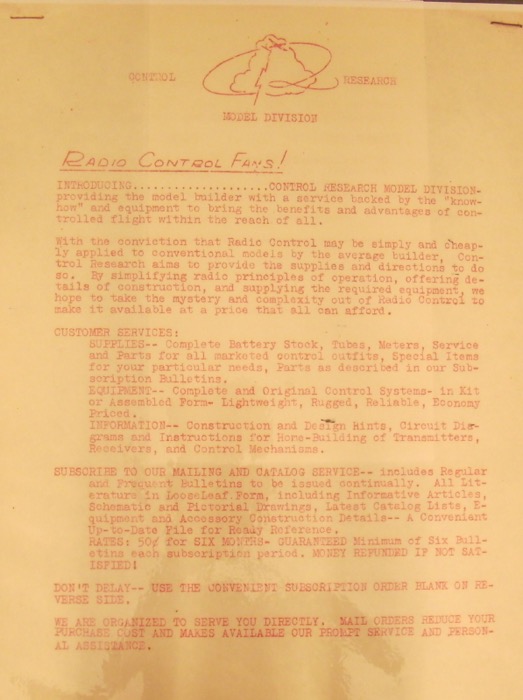 CONTROL RESEARCH
MODEL DIVISION
RADIO CONTROL FANS!
INTRODUCING....................CONTROL RESEARCH MODEL DIVISION-
providing the model builder with a service backed by the "know-
how" and equipment to bring the benefits and advantages of con-
trolled flight within the reach of all.
With the conviction that Radio Control may be simply and cheap-
ly applied to conventional models by the average builder, Con-
trol Research aims to provide the supplies and directions to do
so. By simplifying radio principles of operation, offering de-
tails of construction, and supplying the required equipment, we
hope to take the mystery and complexity out of Radio Control to
make it available at a price that all can afford.
CUSTOMER SERVICES:
SUPPLIES-- Complete Battery Stock, Tubes, Meters, Service
and Parts for all marketed control outfits, Special Items
for your particular needs, Parts as described in our Sub-
scription Bulletins.
EQUIPMENT-- Complete and Original Control Systems- in Kit
or Assembled Form- Lightweight, Rugged, Reliable, Economy
Priced.
INFORMATION-- Construction and Design Hints, Circuit Dia-
grams and Instructions for Home-Building of Transmitters,
Receivers, and Control Mechanisms.
SUBSCRIBE TO OUR MAILING AND CATALOG SERVICE-- includes Regular
and Frequent Bulletins to be issued continually. All Lit-
erature in LooseLeaf Form, including Informative Articles,
Schematic and Pictorial Drawings, Latest Catalog Lists, E-
quipment and Accessory Construction Details-- A Convenient
Up-to-Date File for Ready Reference.
RATES: 50¢ for SIX MONTHS- GUARANTEED Minimum of Six Bull-
etins each subscription period. MONEY REFUNDED IF NOT SAT-
ISFIED!
DON'T DELAY-- USE THE CONVENIENT SUBSCRIPTION ORDER BLANK ON RE-
VERSE SIDE.
WE ARE ORGANIZED TO SERVE YOU DIRECTLY. MAIL ORDERS REDUCE YOUR
PURCHASE COST AND MAKES AVAILABLE OUR PROMPT SERVICE AND PERSON-
AL ASSISTANCE.